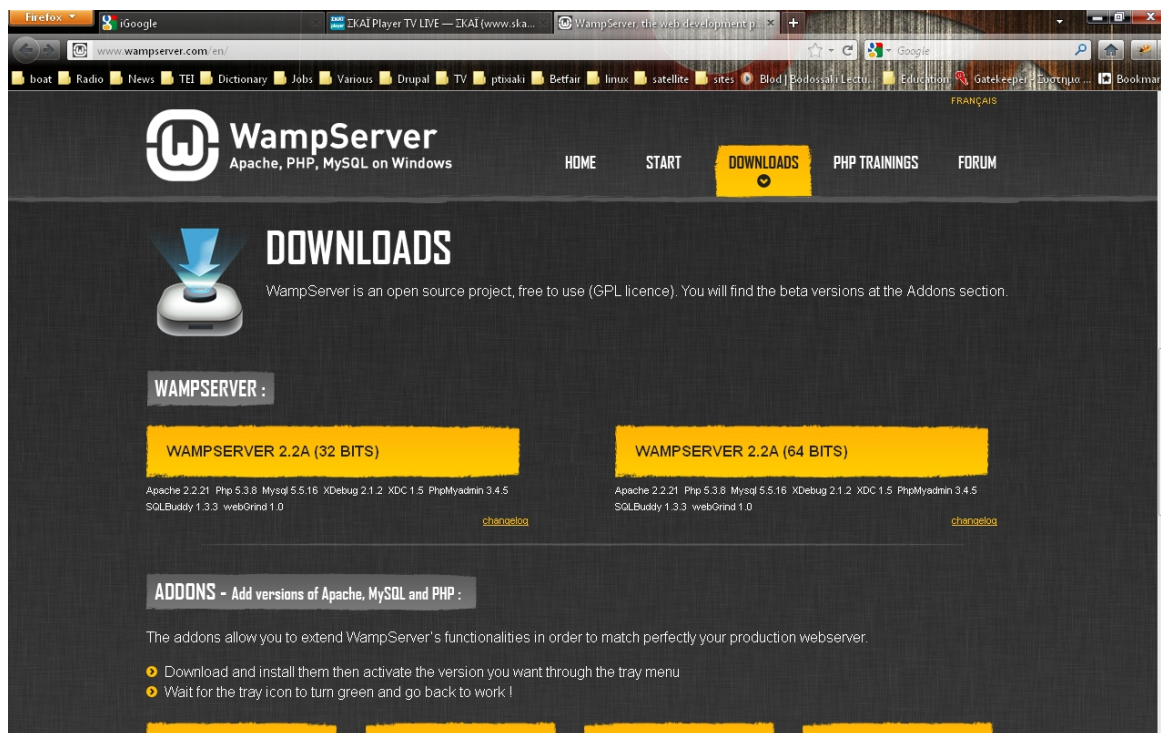 Firefox
iGoogle
ΣΚΑΪ Player TV LIVE — ΣΚΑΪ (www.ska...
WampServer, the web development p...
www.wampserver.com/en/
Google
boat Radio News TEI Dictionary Jobs Various Drupal TV ptixaki Betfair linux satellite sites Blod | Bodossaki Lectu... Education Gatekeeper - Συστημα ... Bookmar
FRANÇAIS
WampServer
Apache, PHP, MySQL on Windows
HOME START DOWNLOADS PHP TRAININGS FORUM
DOWNLOADS
WampServer is an open source project, free to use (GPL licence). You will find the beta versions at the Addons section.
WAMPSERVER :
WAMPSERVER 2.2A (32 BITS)
Apache 2.2.21 Php 5.3.8 Mysql 5.5.16 XDebug 2.1.2 XDC 1.5 PhpMyadmin 3.4.5
SQLBuddy 1.3.3 webGrind 1.0
changelog
WAMPSERVER 2.2A (64 BITS)
Apache 2.2.21 Php 5.3.8 Mysql 5.5.16 XDebug 2.1.2 XDC 1.5 PhpMyadmin 3.4.5
SQLBuddy 1.3.3 webGrind 1.0
changelog
ADDONS - Add versions of Apache, MySQL and PHP :
The addons allow you to extend WampServer's functionalities in order to match perfectly your production webserver.
Download and install them then activate the version you want through the tray menu
Wait for the tray icon to turn green and go back to work !